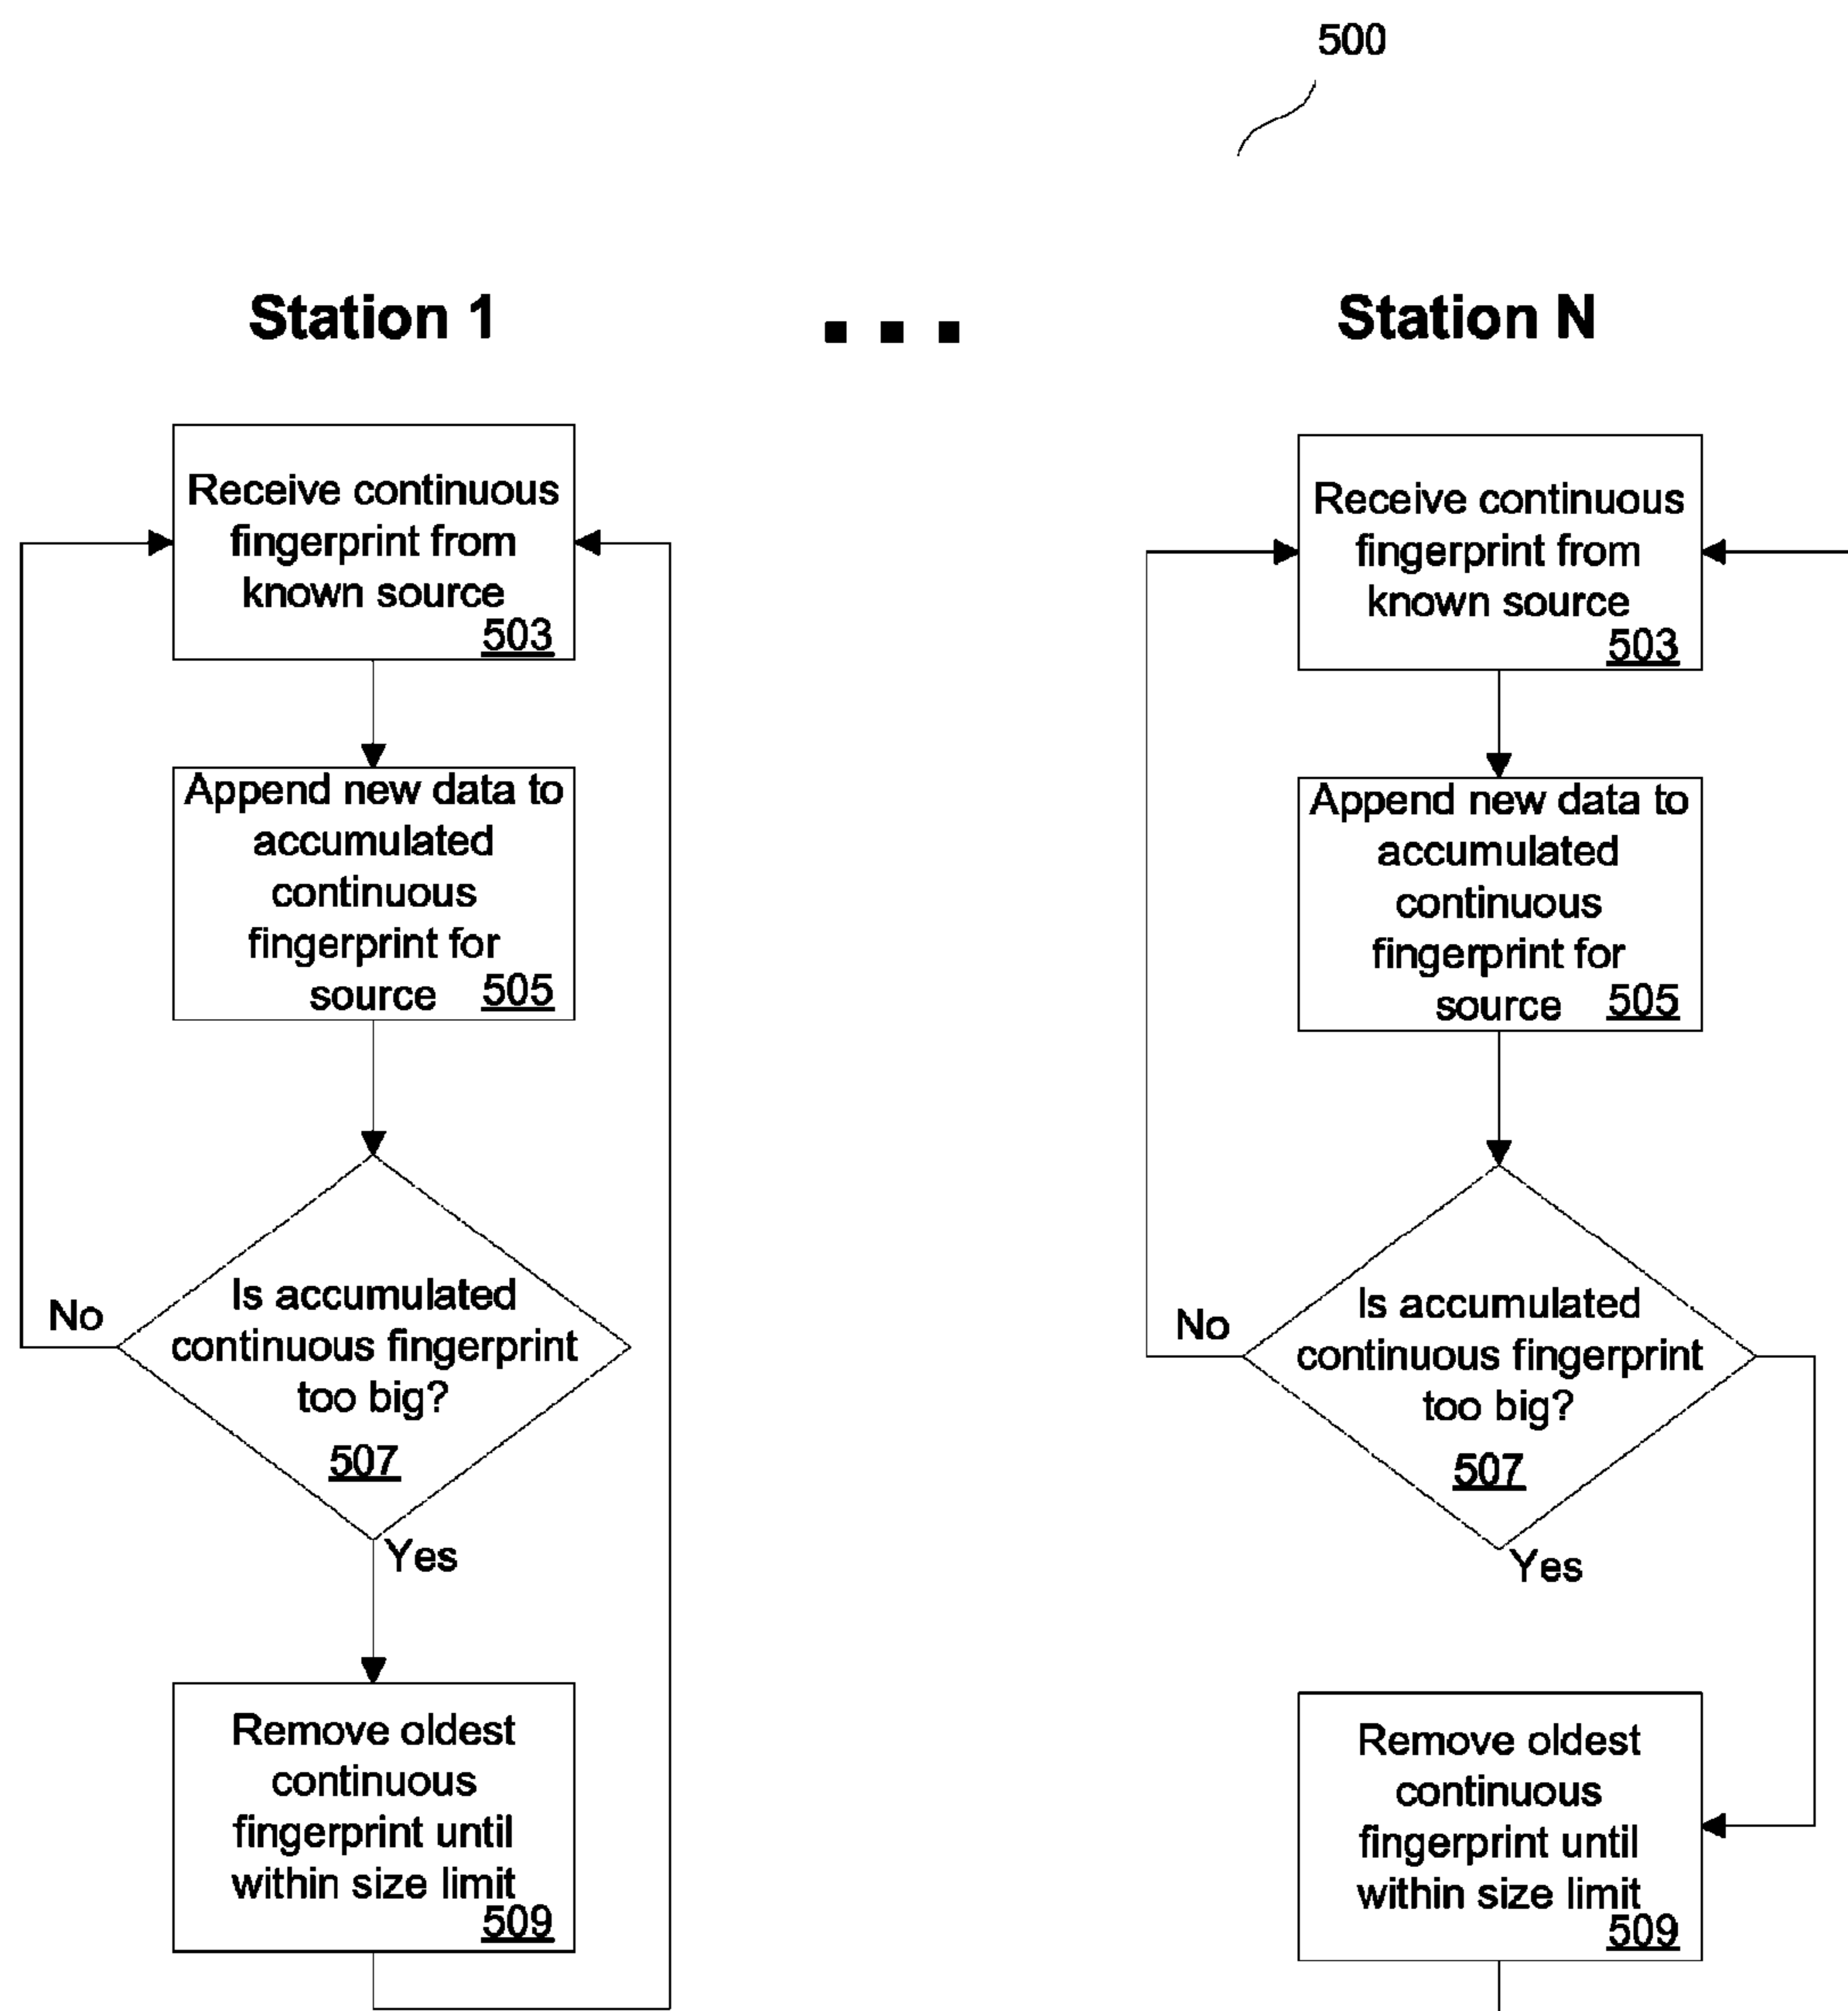 500
Station 1
...
Station N
Receive continuous
fingerprint from
known source
503
Append new data to
accumulated
continuous
fingerprint for
source 505
No
Is accumulated
continuous fingerprint
too big?
507
Yes
Remove oldest
continuous
fingerprint until
within size limit
509
Receive continuous
fingerprint from
known source
503
Append new data to
accumulated
continuous
fingerprint for
source 505
No
Is accumulated
continuous fingerprint
too big?
507
Yes
Remove oldest
continuous
fingerprint until
within size limit
509